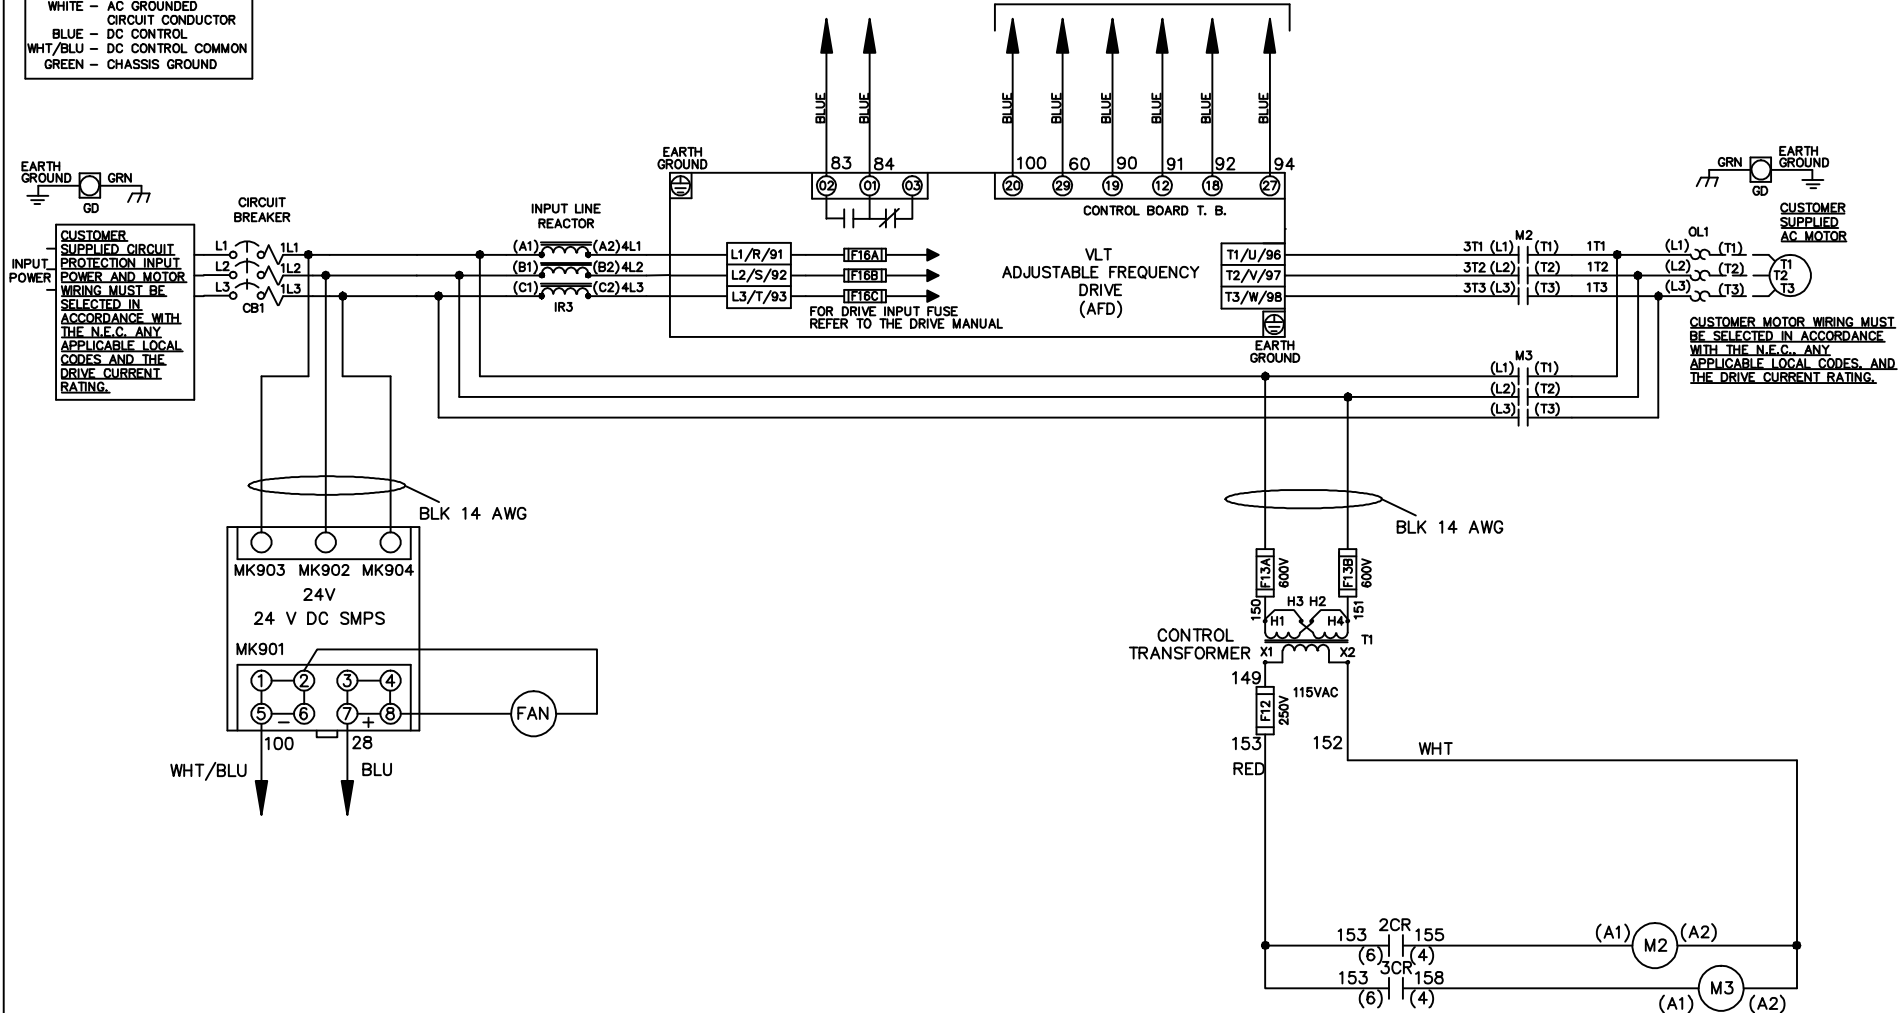 WHITE – AC GROUNDED
CIRCUIT CONDUCTOR
BLUE – DC CONTROL
WHT/BLU – DC CONTROL COMMON
GREEN – CHASSIS GROUND
BLUE
BLUE
BLUE
BLUE
BLUE
BLUE
BLUE
BLUE
EARTH
GROUND
GRN
GD
CIRCUIT
BREAKER
INPUT
POWER
CUSTOMER
SUPPLIED CIRCUIT
PROTECTION INPUT
POWER AND MOTOR
WIRING MUST BE
SELECTED IN
ACCORDANCE WITH
THE N.E.C. ANY
APPLICABLE LOCAL
CODES AND THE
DRIVE CURRENT
RATING.
L1 1L1
L2 1L2
L3 1L3
CB1
INPUT LINE
REACTOR
(A1) (A2) 4L1
(B1) (B2) 4L2
(C1) (C2) 4L3
IR3
EARTH
GROUND
83 84
02 01 03
100 60 90 91 92 94
20 29 19 12 18 27
CONTROL BOARD T. B.
L1/R/91
L2/S/92
L3/T/93
F16A
F16B
F16C
FOR DRIVE INPUT FUSE
REFER TO THE DRIVE MANUAL
VLT
ADJUSTABLE FREQUENCY
DRIVE
(AFD)
T1/U/96
T2/V/97
T3/W/98
EARTH
GROUND
M2
3T1 (L1) (T1) 1T1
3T2 (L2) (T2) 1T2
3T3 (L3) (T3) 1T3
M3
(L1) (T1)
(L2) (T2)
(L3) (T3)
OL1
(L1) (T1)
(L2) (T2)
(L3) (T3)
T1
T2
T3
GRN
EARTH
GROUND
GD
CUSTOMER
SUPPLIED
AC MOTOR
CUSTOMER MOTOR WIRING MUST
BE SELECTED IN ACCORDANCE
WITH THE N.E.C., ANY
APPLICABLE LOCAL CODES, AND
THE DRIVE CURRENT RATING.
BLK 14 AWG
MK903 MK902 MK904
24V
24 V DC SMPS
MK901
1 2 3 4
5 – 6 7 + 8
FAN
100 28
WHT/BLU BLU
BLK 14 AWG
F13A
600V
F13B
600V
150
151
H3 H2
H1 H4
T1
CONTROL
TRANSFORMER
X1 X2
149
115VAC
F12
250V
153 152
RED
WHT
2CR
153 155
(6) (4)
(A1) M2 (A2)
3CR
153 158
(6) (4)
M3
(A1) (A2)